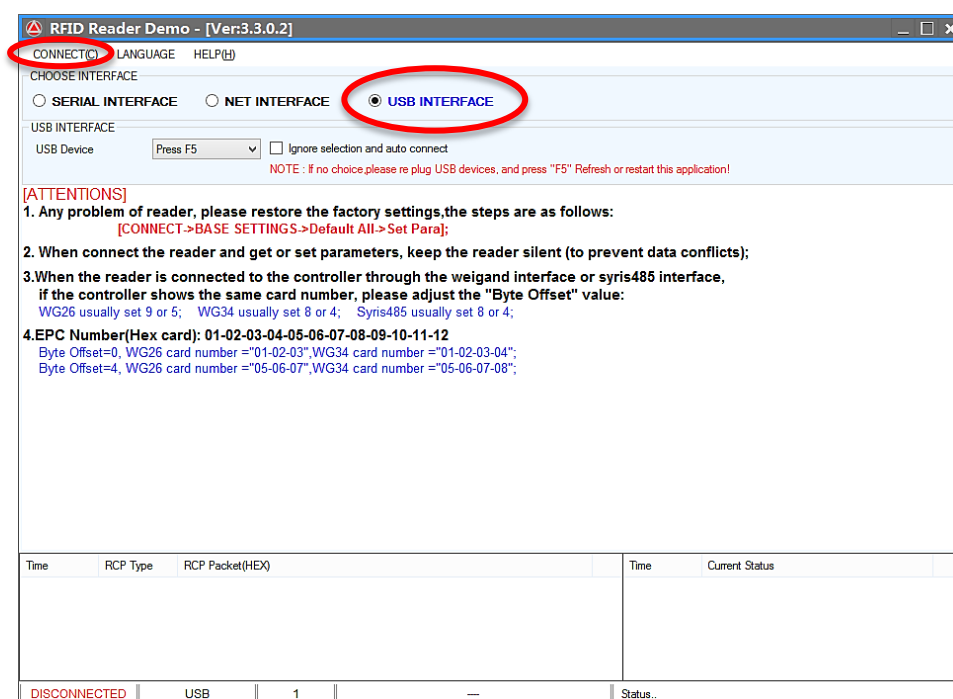 RFID Reader Demo - [Ver:3.3.0.2]
CONNECT(C) LANGUAGE HELP(H)
CHOOSE INTERFACE
SERIAL INTERFACE NET INTERFACE USB INTERFACE
USB INTERFACE
USB Device Press F5 Ignore selection and auto connect
NOTE : If no choice,please re plug USB devices, and press "F5" Refresh or restart this application!
[ATTENTIONS]
1. Any problem of reader, please restore the factory settings,the steps are as follows:
[CONNECT->BASE SETTINGS->Default All->Set Para];
2. When connect the reader and get or set parameters, keep the reader silent (to prevent data conflicts);
3.When the reader is connected to the controller through the weigand interface or syris485 interface,
if the controller shows the same card number, please adjust the "Byte Offset" value:
WG26 usually set 9 or 5; WG34 usually set 8 or 4; Syris485 usually set 8 or 4;
4.EPC Number(Hex card): 01-02-03-04-05-06-07-08-09-10-11-12
Byte Offset=0, WG26 card number ="01-02-03",WG34 card number ="01-02-03-04";
Byte Offset=4, WG26 card number ="05-06-07",WG34 card number ="05-06-07-08";
Time RCP Type RCP Packet(HEX) Time Current Status
DISCONNECTED USB 1 --- Status..